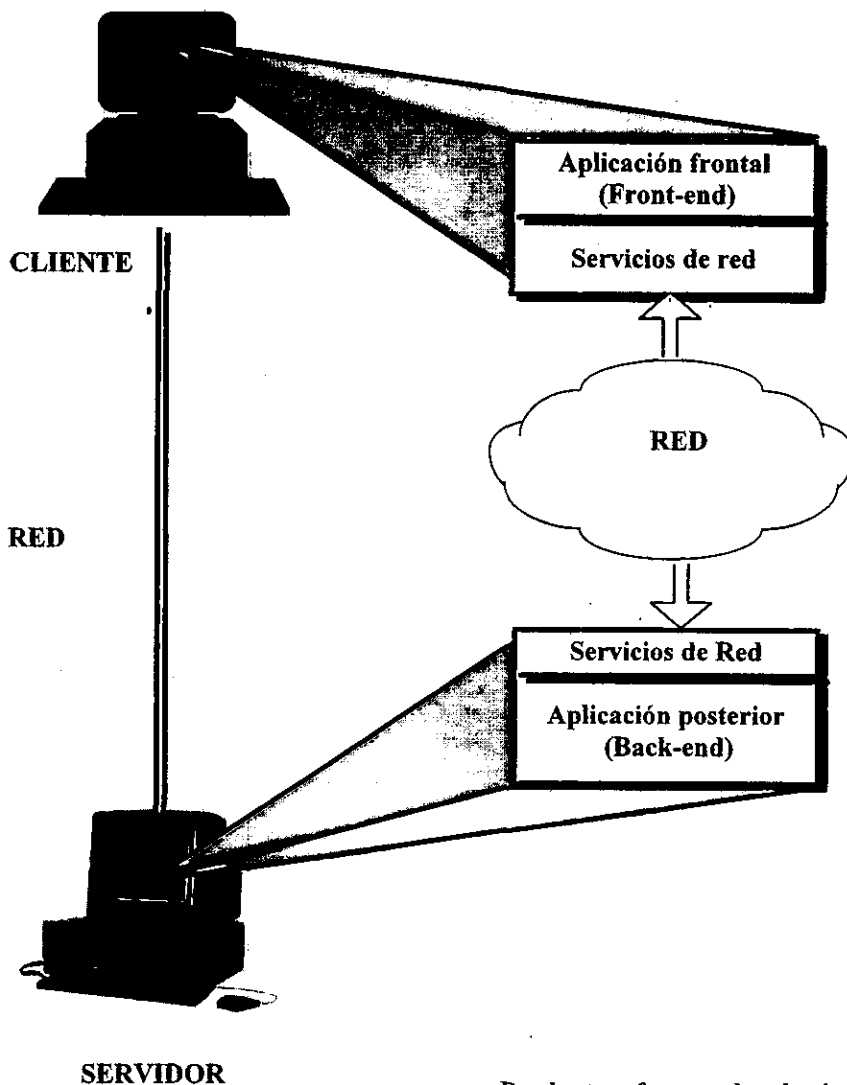 Aplicación frontal
(Front-end)
Servicios de red
CLIENTE
RED
RED
Servicios de Red
Aplicación posterior
(Back-end)
SERVIDOR